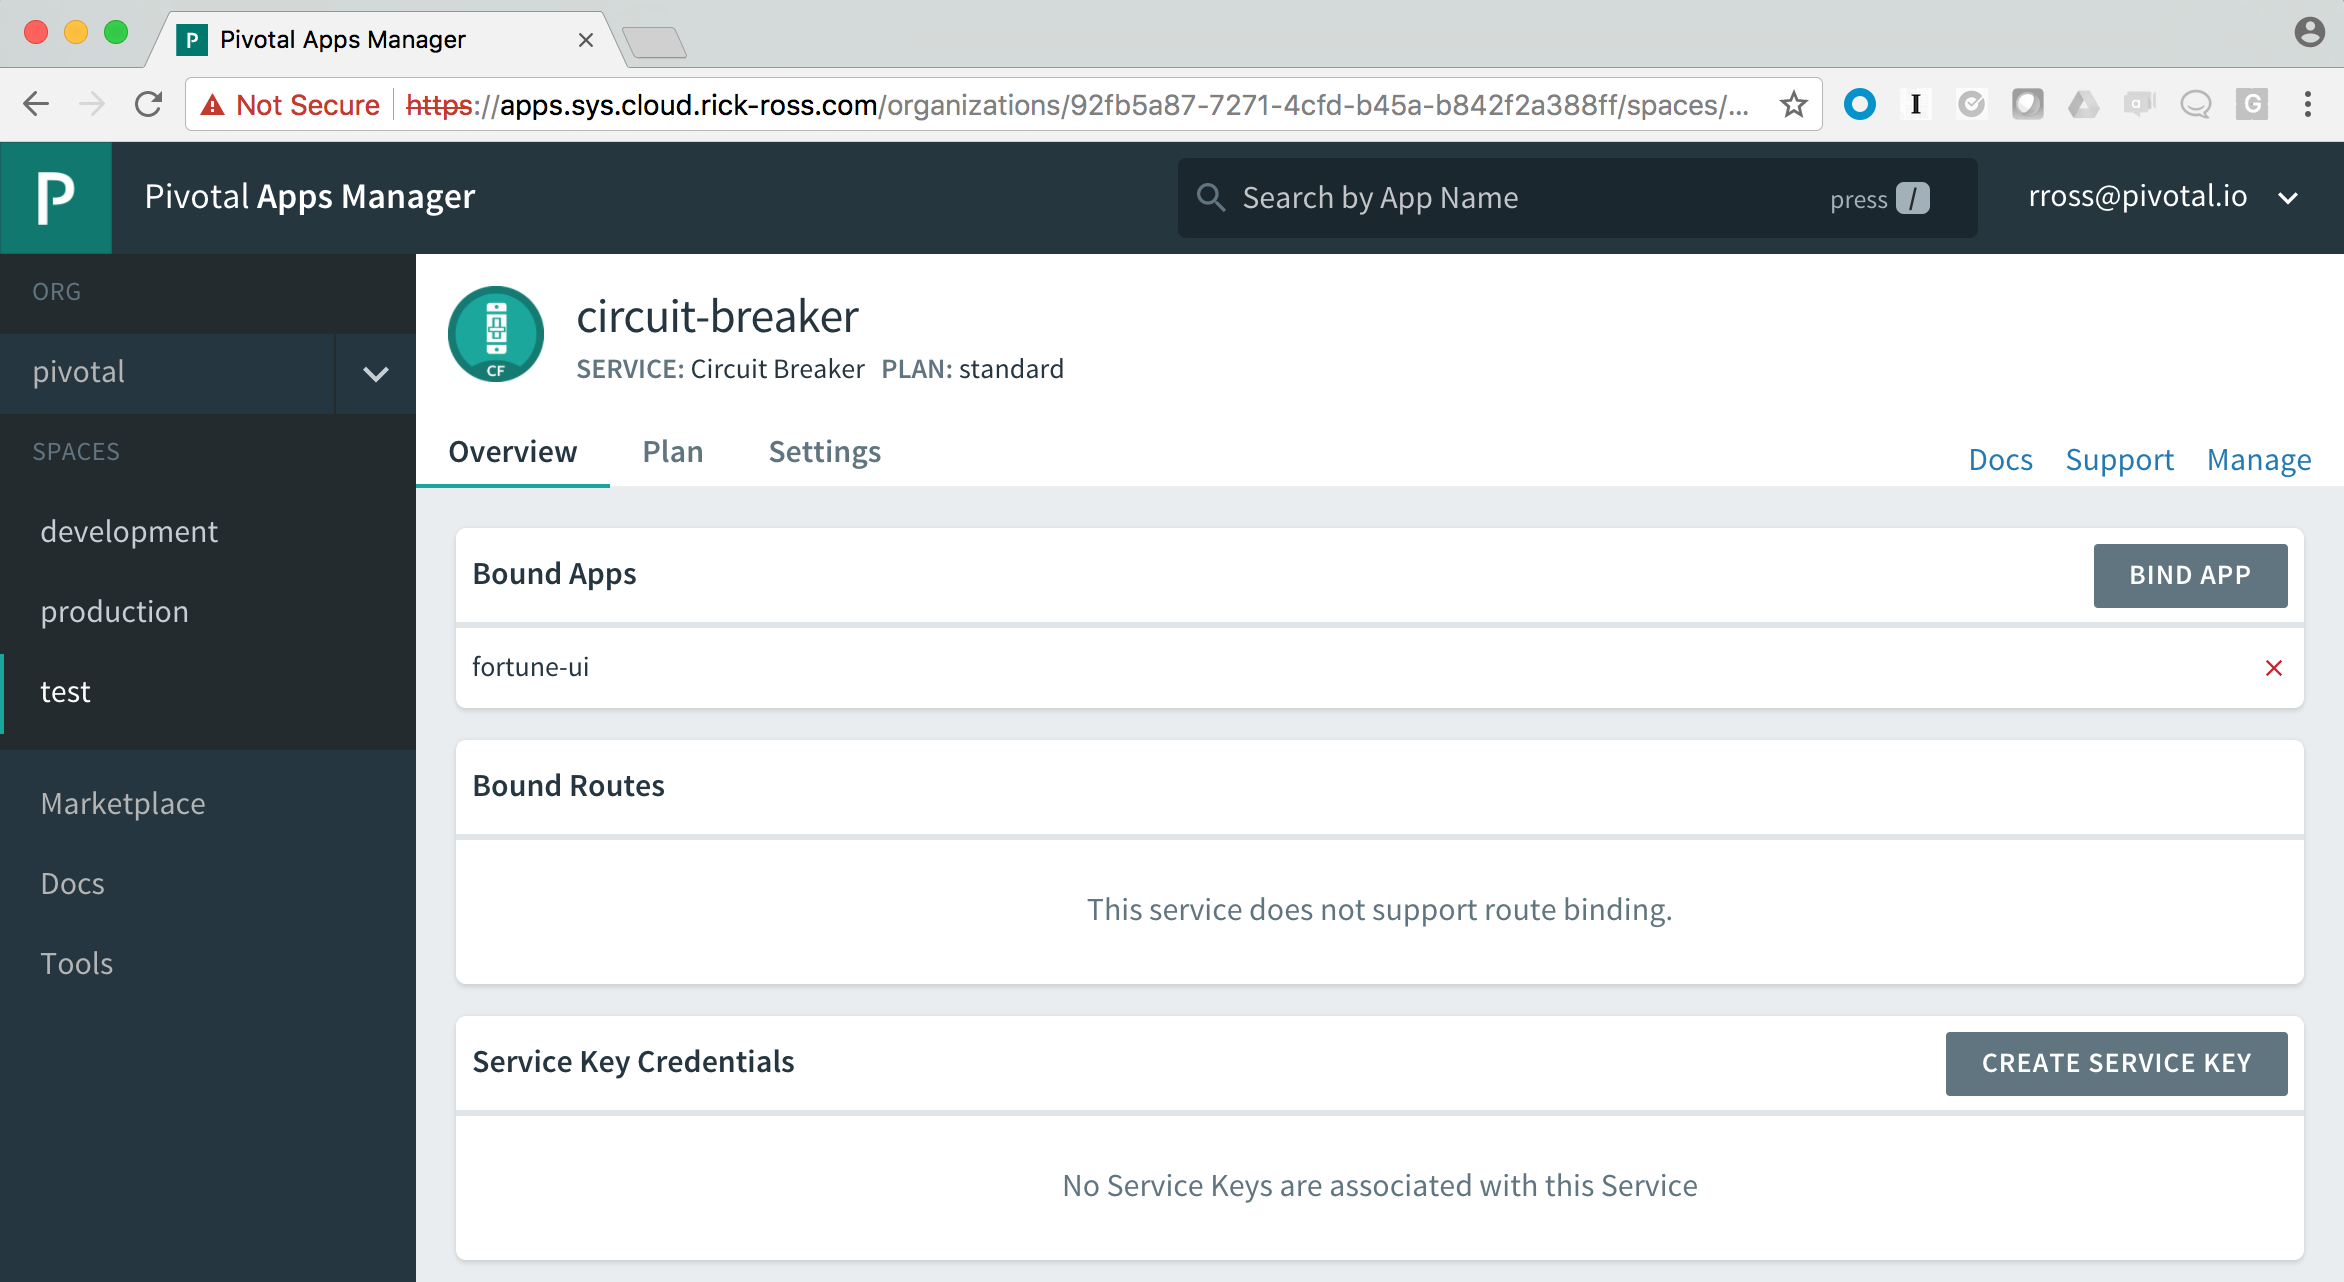 P Pivotal Apps Manager
Not Secure https://apps.sys.cloud.rick-ross.com/organizations/92fb5a87-7271-4cfd-b45a-b842f2a388ff/spaces/...
P Pivotal Apps Manager
Search by App Name press /
rross@pivotal.io
ORG
pivotal
SPACES
development
production
test
Marketplace
Docs
Tools
CF
circuit-breaker
SERVICE: Circuit Breaker PLAN: standard
Overview Plan Settings
Docs Support Manage
Bound Apps
BIND APP
fortune-ui
Bound Routes
This service does not support route binding.
Service Key Credentials
CREATE SERVICE KEY
No Service Keys are associated with this Service